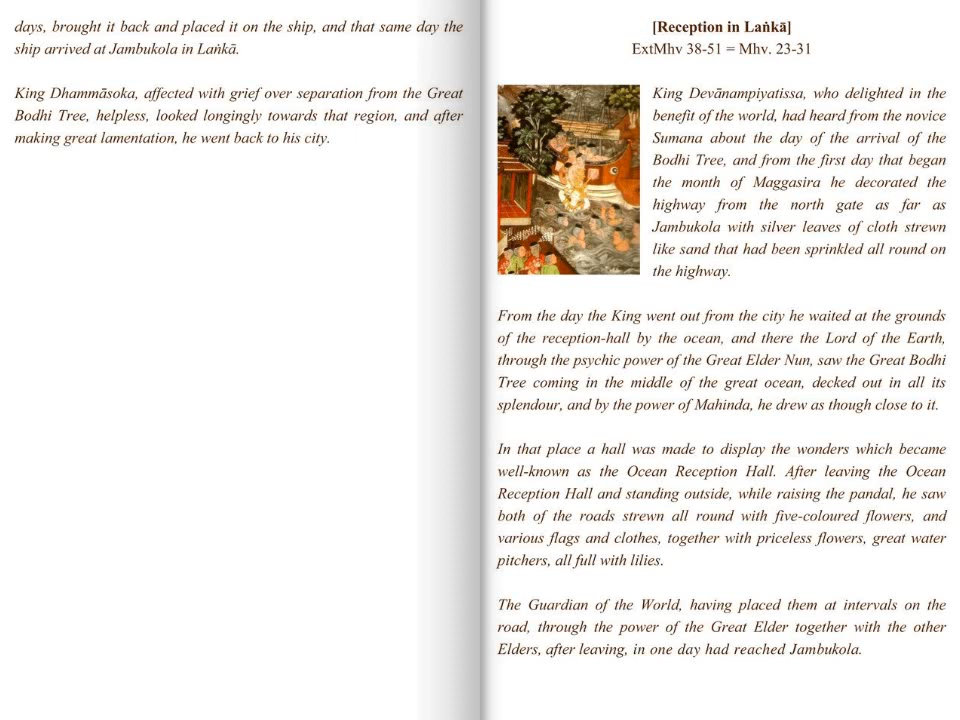 days, brought it back and placed it on the ship, and that same day the
ship arrived at Jambukola in Laṅkā.
King Dhammāsoka, affected with grief over separation from the Great
Bodhi Tree, helpless, looked longingly towards that region, and after
making great lamentation, he went back to his city.
[Reception in Laṅkā]
ExtMhv 38-51 = Mhv. 23-31
King Devānampiyatissa, who delighted in the
benefit of the world, had heard from the novice
Sumana about the day of the arrival of the
Bodhi Tree, and from the first day that began
the month of Maggasira he decorated the
highway from the north gate as far as
Jambukola with silver leaves of cloth strewn
like sand that had been sprinkled all round on
the highway.
From the day the King went out from the city he waited at the grounds
of the reception-hall by the ocean, and there the Lord of the Earth,
through the psychic power of the Great Elder Nun, saw the Great Bodhi
Tree coming in the middle of the great ocean, decked out in all its
splendour, and by the power of Mahinda, he drew as though close to it.
In that place a hall was made to display the wonders which became
well-known as the Ocean Reception Hall. After leaving the Ocean
Reception Hall and standing outside, while raising the pandal, he saw
both of the roads strewn all round with five-coloured flowers, and
various flags and clothes, together with priceless flowers, great water
pitchers, all full with lilies.
The Guardian of the World, having placed them at intervals on the
road, through the power of the Great Elder together with the other
Elders, after leaving, in one day had reached Jambukola.